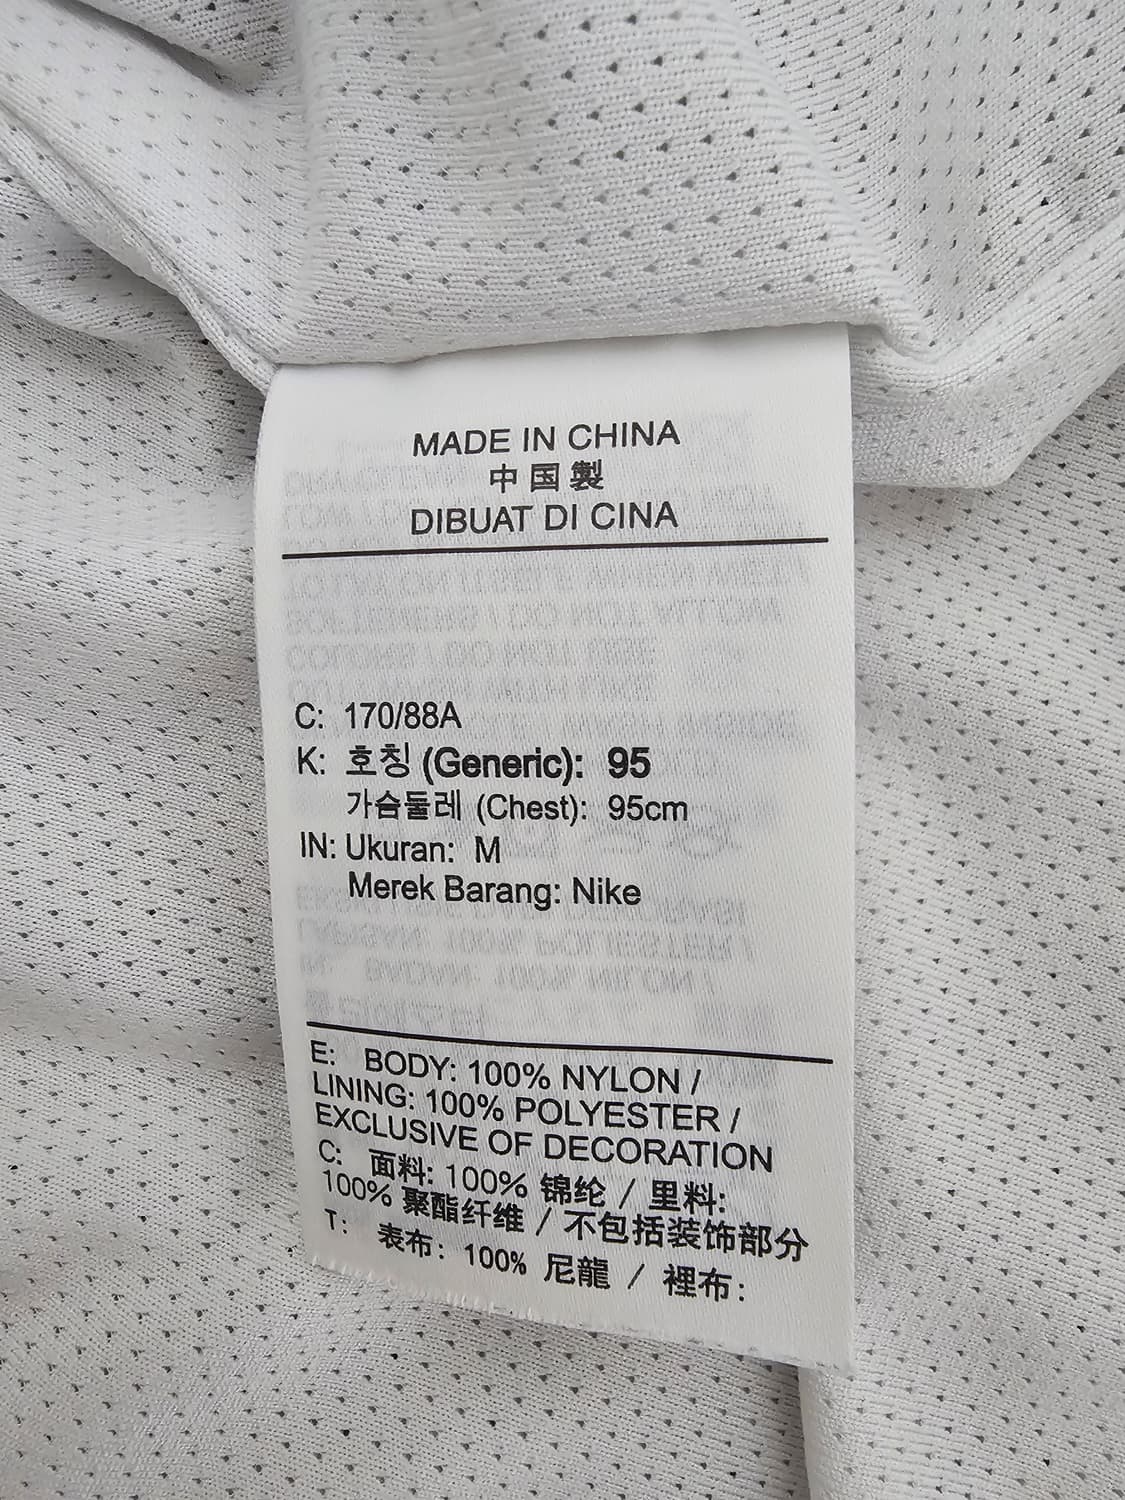 MADE IN CHINA
中国製
DIBUAT DI CINA
C: 170/88A
K: 호칭 (Generic): 95
가슴둘레 (Chest): 95cm
IN: Ukuran: M
Merek Barang: Nike
E: BODY: 100% NYLON /
LINING: 100% POLYESTER /
EXCLUSIVE OF DECORATION
C: 面料: 100% 锦纶 / 里料:
100% 聚酯纤维 / 不包括装饰部分
T: 表布: 100% 尼龍 / 裡布: